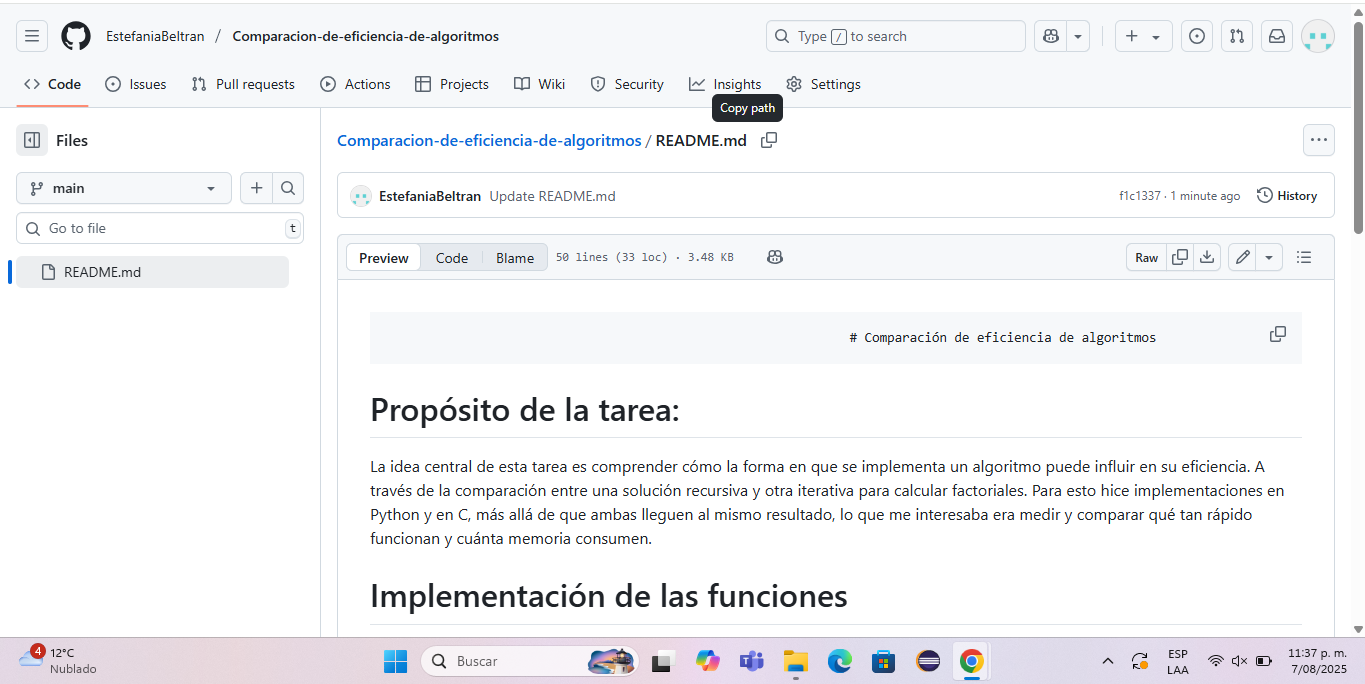 EstefaniaBeltran / Comparacion-de-eficiencia-de-algoritmos
Type / to search
Code Issues Pull requests Actions Projects Wiki Security Insights Settings
Copy path
Files
main
Go to file t
README.md
Comparacion-de-eficiencia-de-algoritmos / README.md
EstefaniaBeltran Update README.md f1c1337 · 1 minute ago History
Preview Code Blame 50 lines (33 loc) · 3.48 KB Raw
# Comparación de eficiencia de algoritmos
Propósito de la tarea:
La idea central de esta tarea es comprender cómo la forma en que se implementa un algoritmo puede influir en su eficiencia. A
través de la comparación entre una solución recursiva y otra iterativa para calcular factoriales. Para esto hice implementaciones en
Python y en C, más allá de que ambas lleguen al mismo resultado, lo que me interesaba era medir y comparar qué tan rápido
funcionan y cuánta memoria consumen.
Implementación de las funciones
4
12°C
Nublado
Buscar
ESP
LAA
11:37 p. m.
7/08/2025